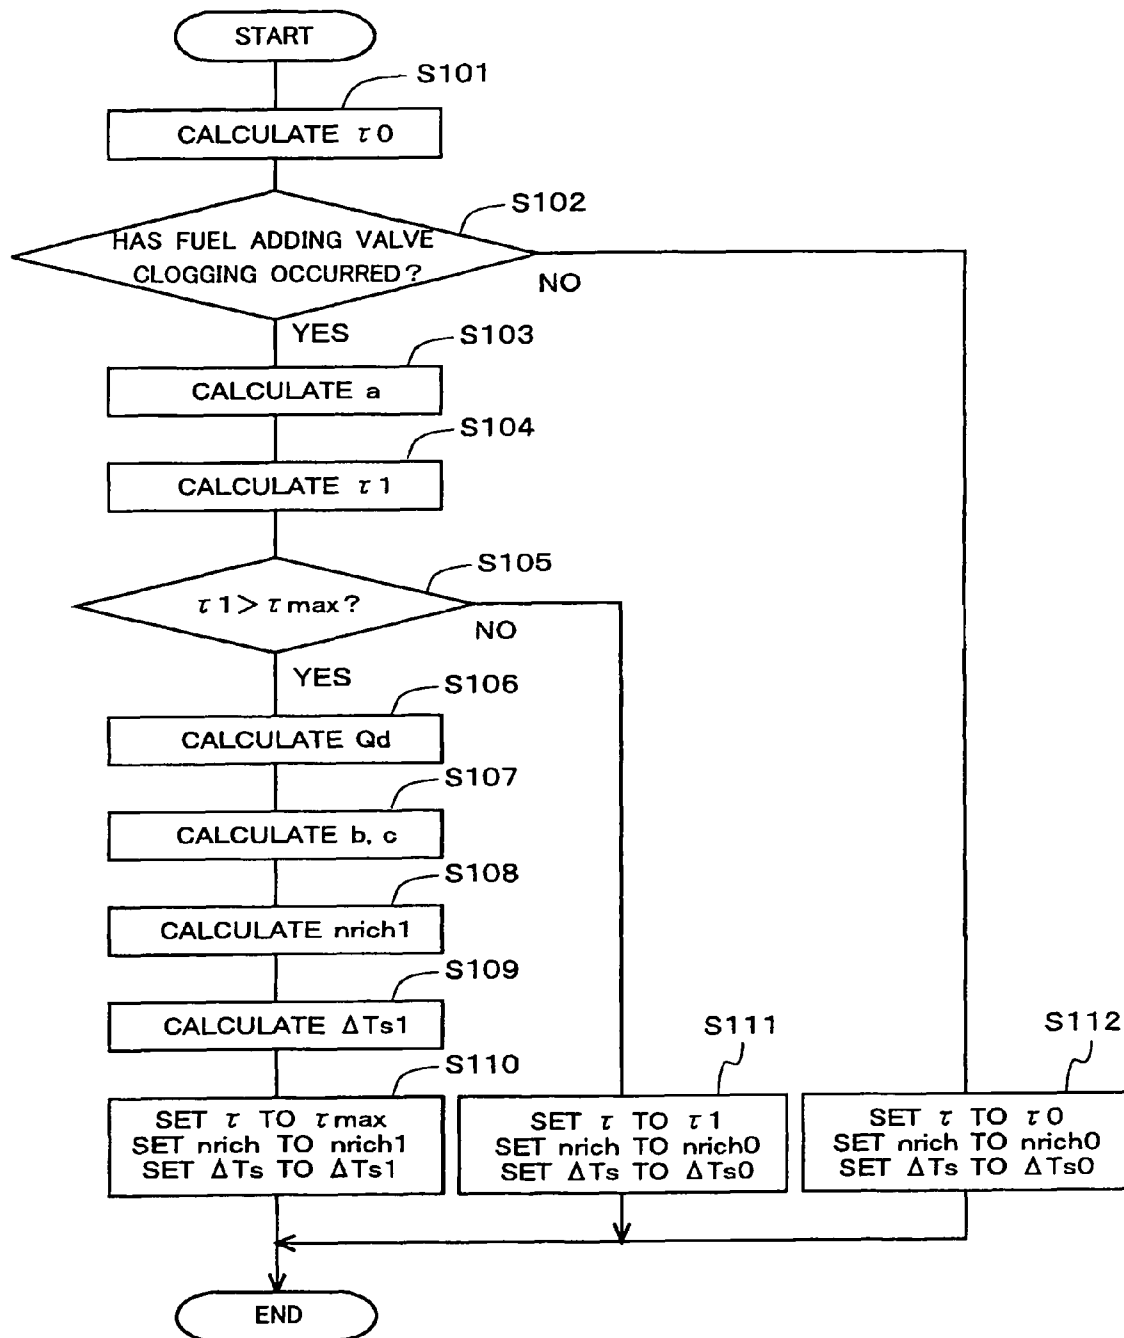 START
S101
CALCULATE τ0
S102
HAS FUEL ADDING VALVE
CLOGGING OCCURRED?
NO
YES
S103
CALCULATE a
S104
CALCULATE τ1
S105
τ1> τmax?
NO
YES
S106
CALCULATE Qd
S107
CALCULATE b, c
S108
CALCULATE nrich1
S109
CALCULATE ΔTs1
S110
SET τ TO τmax
SET nrich TO nrich1
SET ΔTs TO ΔTs1
S111
SET τ TO τ1
SET nrich TO nrich0
SET ΔTs TO ΔTs0
S112
SET τ TO τ0
SET nrich TO nrich0
SET ΔTs TO ΔTs0
END